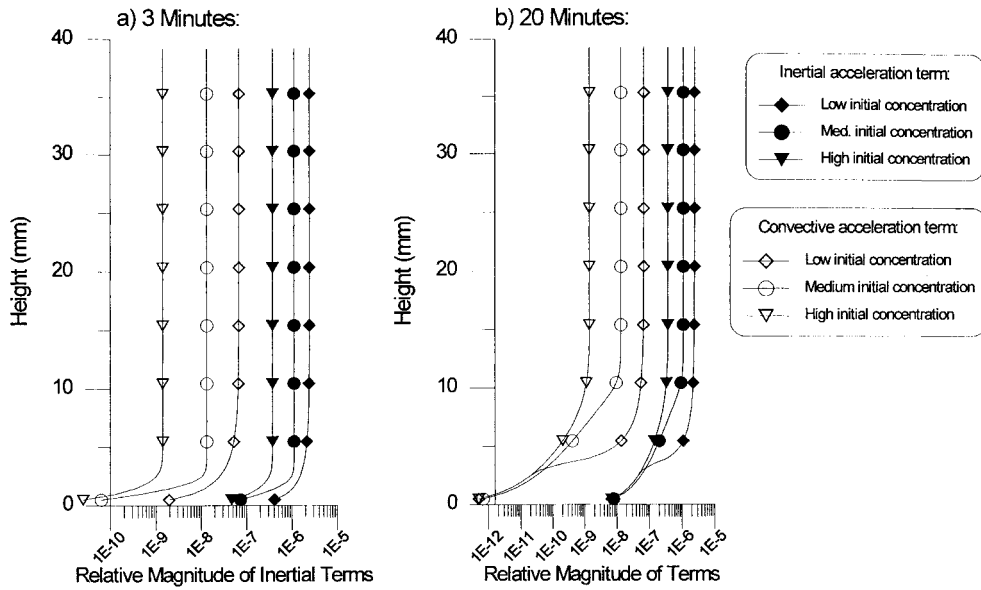 a) 3 Minutes:
40
30
20
10
0
Height (mm)
1E-10
1E-9
1E-8
1E-7
1E-6
1E-5
Relative Magnitude of Inertial Terms
b) 20 Minutes:
40
30
20
10
0
Height (mm)
1E-12
1E-11
1E-10
1E-9
1E-8
1E-7
1E-6
1E-5
Relative Magnitude of Terms
Inertial acceleration term:
Low initial concentration
Med. initial concentration
High initial concentration
Convective acceleration term:
Low initial concentration
Medium initial concentration
High initial concentration